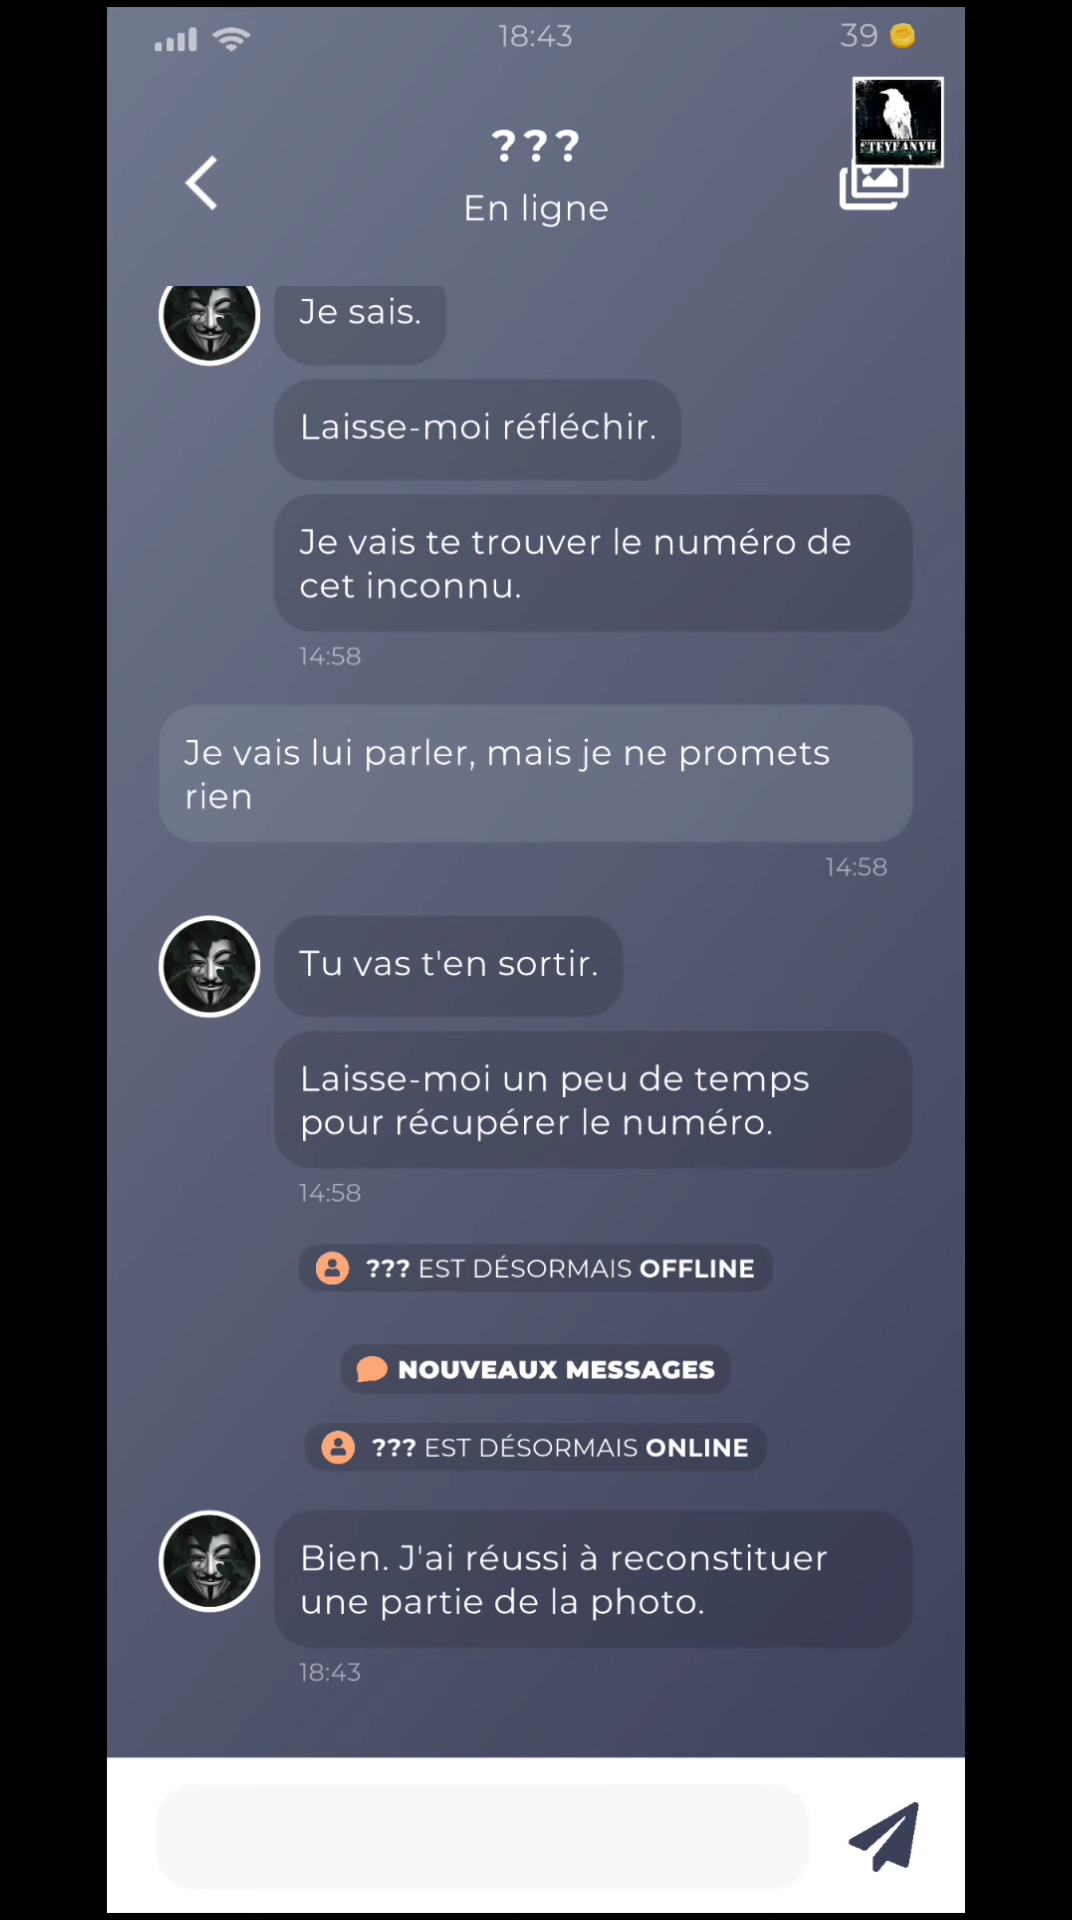 18:43
39
???
En ligne
STEYFANYH
Je sais.
Laisse-moi réfléchir.
Je vais te trouver le numéro de
cet inconnu.
14:58
Je vais lui parler, mais je ne promets
rien
14:58
Tu vas t'en sortir.
Laisse-moi un peu de temps
pour récupérer le numéro.
14:58
??? EST DÉSORMAIS OFFLINE
NOUVEAUX MESSAGES
??? EST DÉSORMAIS ONLINE
Bien. J'ai réussi à reconstituer
une partie de la photo.
18:43